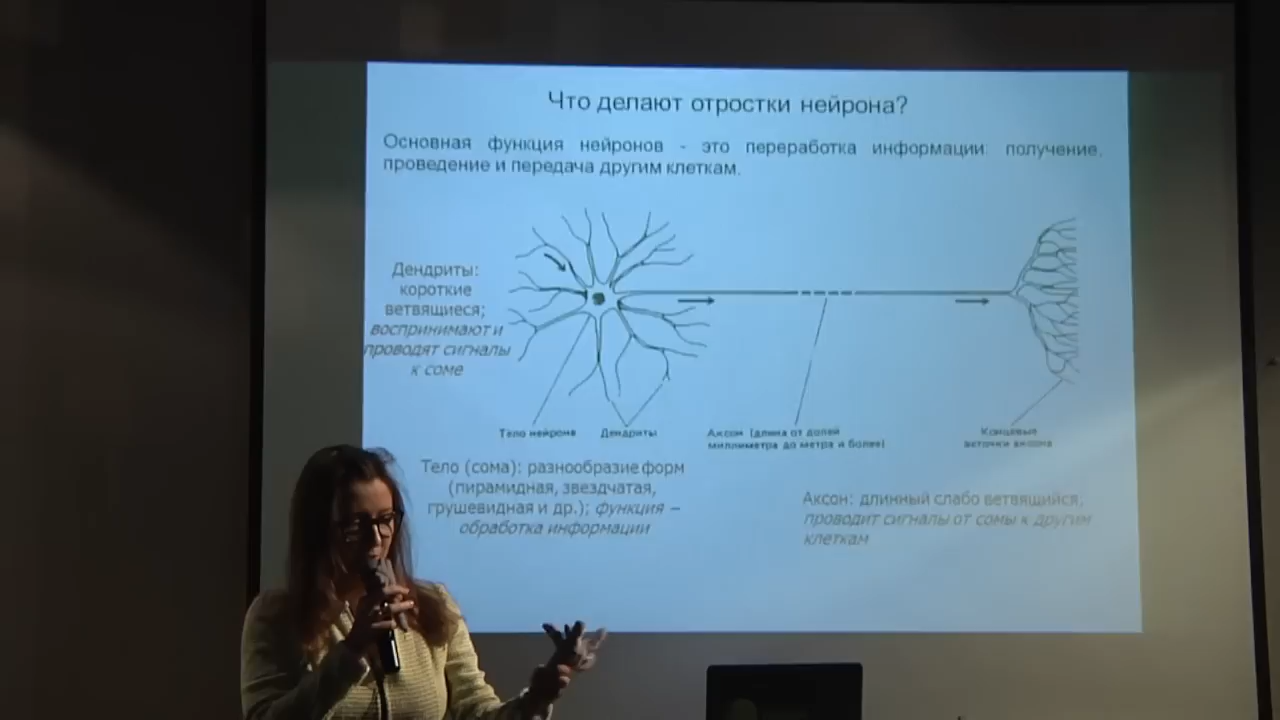 Что делают отростки нейрона?
Основная функция нейронов - это переработка информации: получение,
проведение и передача другим клеткам.
Дендриты:
короткие
ветвящиеся;
воспринимают и
проводят сигналы
к соме
Тело нейрона
Дендриты
Аксон (длина от долей
миллиметра до метра и более)
Концевые
веточки аксона
Тело (сома): разнообразие форм
(пирамидная, звездчатая,
грушевидная и др.); функция –
обработка информации
Аксон: длинный слабо ветвящийся;
проводит сигналы от сомы к другим
клеткам